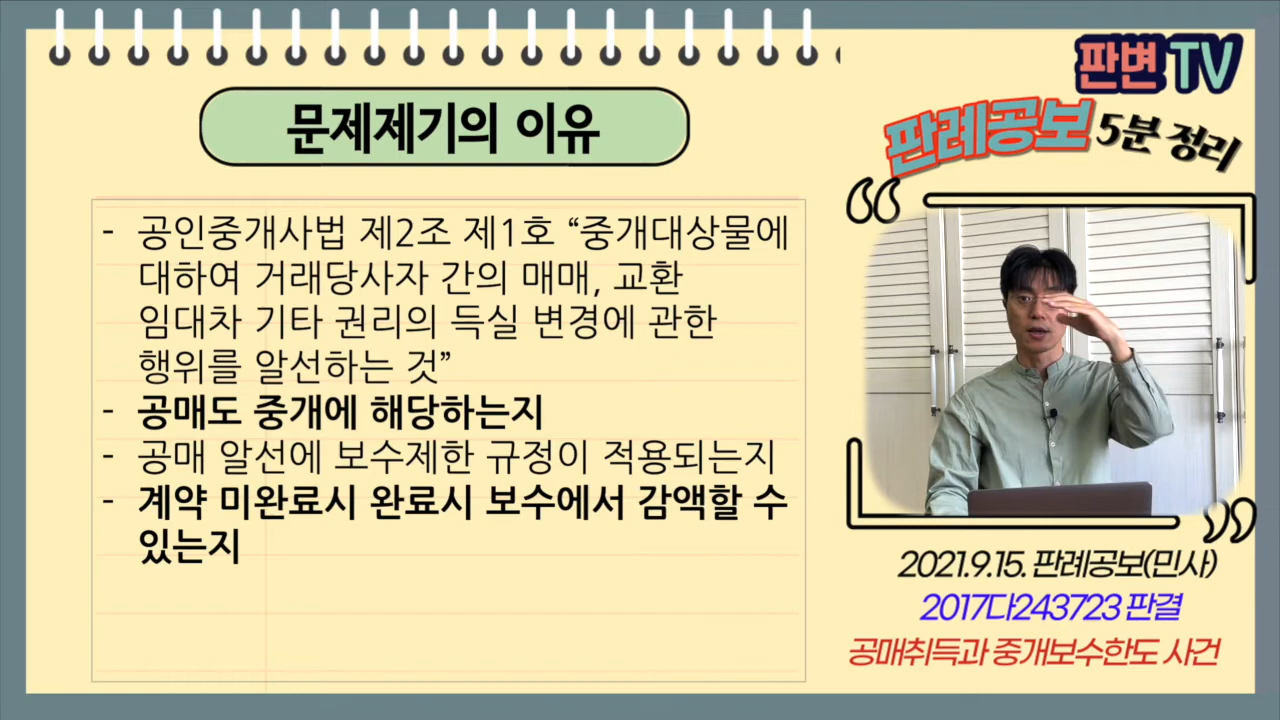 판변TV
판례공보 5분 정리
문제제기의 이유
- 공인중개사법 제2조 제1호 “중개대상물에
대하여 거래당사자 간의 매매, 교환
임대차 기타 권리의 득실 변경에 관한
행위를 알선하는 것”
- 공매도 중개에 해당하는지
- 공매 알선에 보수제한 규정이 적용되는지
- 계약 미완료시 완료시 보수에서 감액할 수
있는지
2021.9.15. 판례공보(민사)
2017다243723 판결
공매취득과 중개보수한도 사건